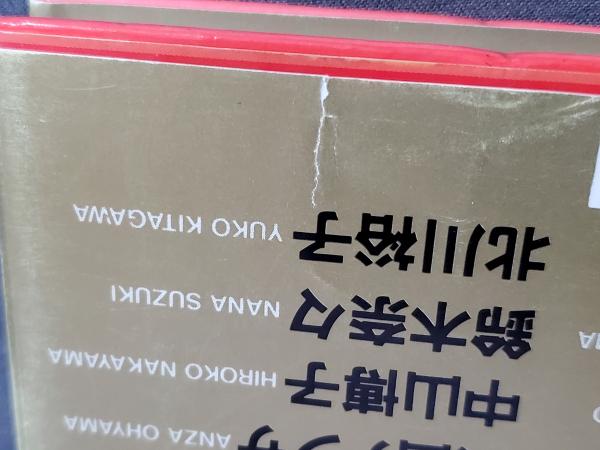 ANZA OHYAMA
中山博子 HIROKO NAKAYAMA
鈴木奈々 NANA SUZUKI
北川裕子 YUKO KITAGAWA